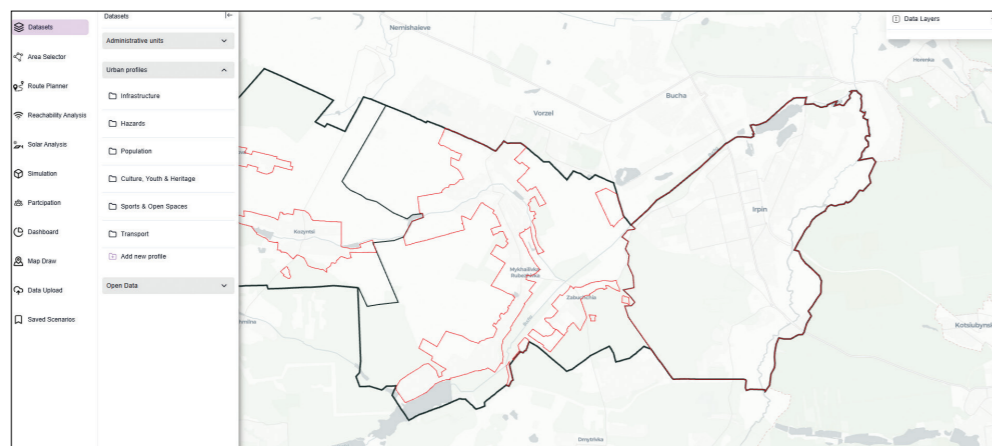 Datasets
Area Selector
Route Planner
Reachability Analysis
Solar Analysis
Simulation
Partcipation
Dashboard
Map Draw
Data Upload
Saved Scenarios
Datasets
Administrative units
Urban profiles
Infrastructure
Hazards
Population
Culture, Youth & Heritage
Sports & Open Spaces
Transport
Add new profile
Open Data
Data Layers
Nemishaieve
Horenka
Bucha
Vorzel
Irpin
Kozyntsi
Mykhailivka-
Rubezhivka
Zabuchchia
Kotsiubynsk
Dmytrivka